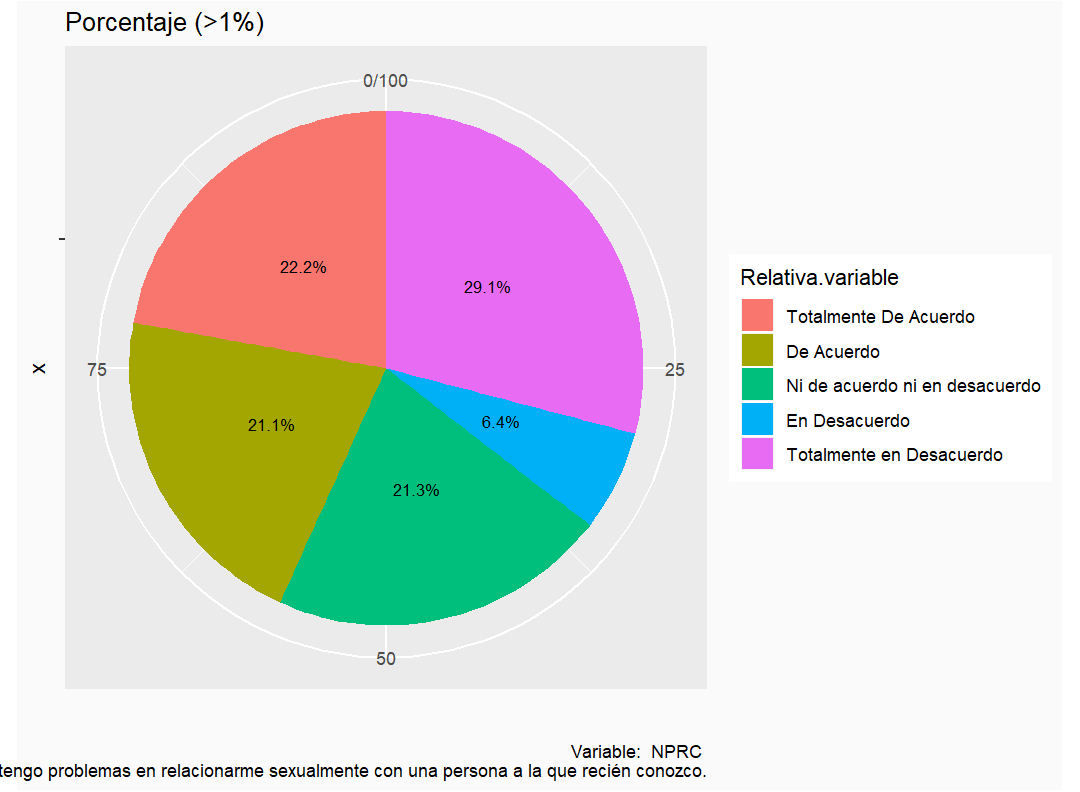 Porcentaje (>1%)
0/100
22.2%
29.1%
Relativa.variable
Totalmente De Acuerdo
De Acuerdo
Ni de acuerdo ni en desacuerdo
En Desacuerdo
Totalmente en Desacuerdo
x
75
25
21.1%
6.4%
21.3%
50
Variable:  NPRC
tengo problemas en relacionarme sexualmente con una persona a la que recién conozco.